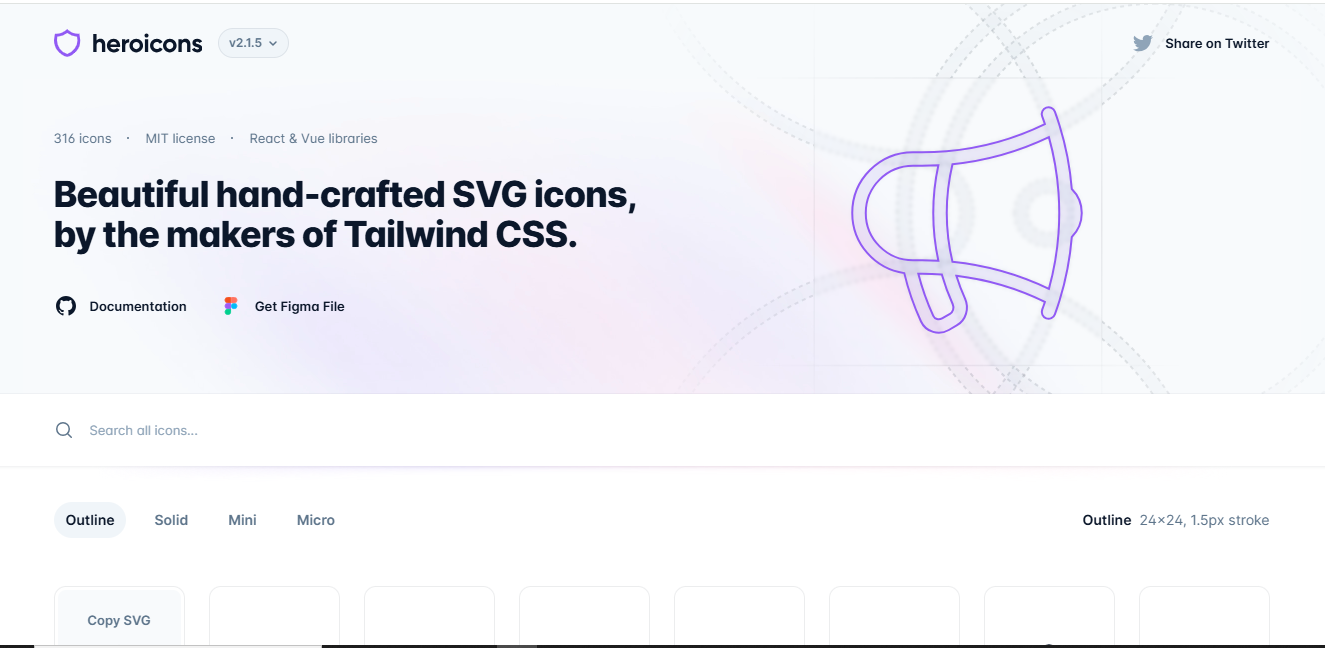 heroicons v2.1.5 Share on Twitter
316 icons · MIT license · React & Vue libraries
Beautiful hand-crafted SVG icons,
by the makers of Tailwind CSS.
Documentation Get Figma File
Search all icons...
Outline Solid Mini Micro Outline 24×24, 1.5px stroke
Copy SVG